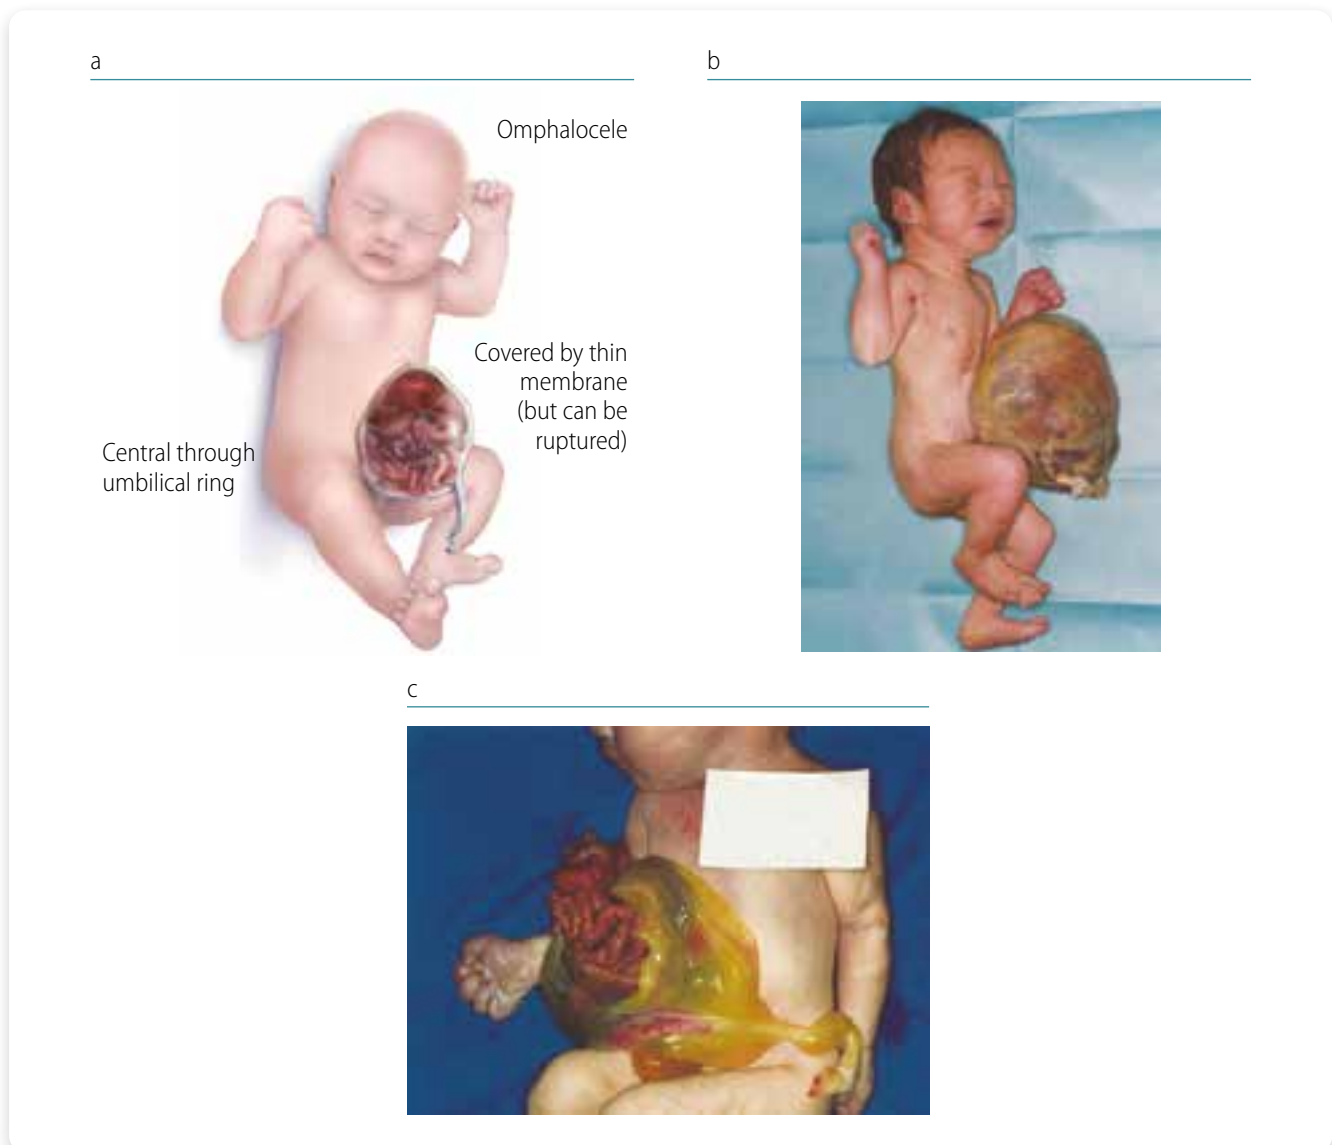 a
b
Omphalocele
Covered by thin
membrane
(but can be
ruptured)
Central through
umbilical ring
c